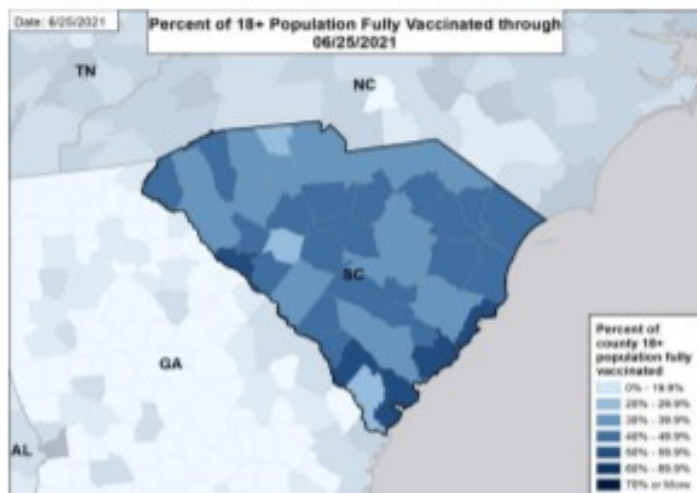 Date: 6/25/2021
Percent of 18+ Population Fully Vaccinated through
06/25/2021
TN
NC
SC
GA
AL
Percent of
county 18+
population fully
vaccinated
0% - 19.9%
20% - 29.9%
30% - 39.9%
40% - 49.9%
50% - 59.9%
60% - 69.9%
70% or More